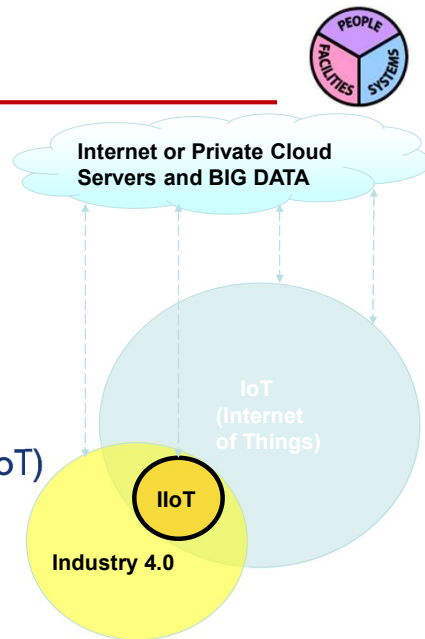 PEOPLE
FACILITIES
SYSTEMS
Internet or Private Cloud
Servers and BIG DATA
IoT
(Internet
of Things)
oT)
IIoT
Industry 4.0